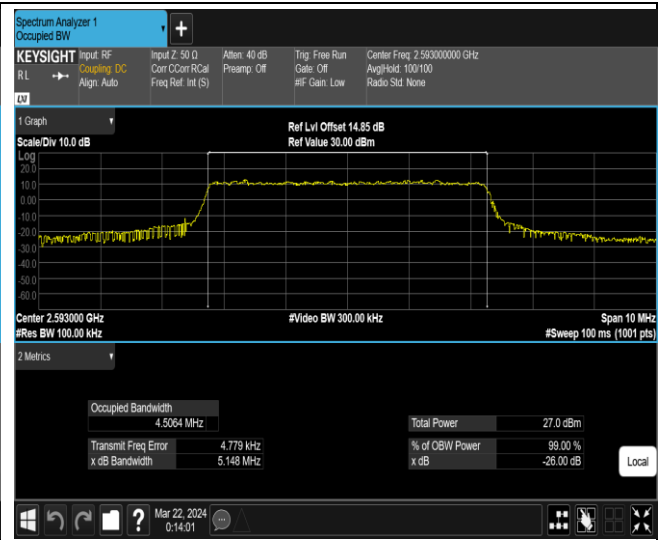 Spectrum Analyzer 1
Occupied BW
+
KEYSIGHT Input: RF Input Z: 50 Ω Atten: 40 dB Trig: Free Run Center Freq: 2.593000000 GHz
RL Coupling: DC Corr CCorr RCal Preamp: Off Gate: Off Avg|Hold: 100/100
Align: Auto Freq Ref: Int (S) #IF Gain: Low Radio Std: None
LXI
1 Graph
Ref Lvl Offset 14.85 dB
Scale/Div 10.0 dB Ref Value 30.00 dBm
Log
20.0
10.0
0.00
-10.0
-20.0
-30.0
-40.0
-50.0
-60.0
Center 2.593000 GHz #Video BW 300.00 kHz Span 10 MHz
#Res BW 100.00 kHz #Sweep 100 ms (1001 pts)
2 Metrics
Occupied Bandwidth
4.5064 MHz Total Power 27.0 dBm
Transmit Freq Error 4.779 kHz % of OBW Power 99.00 %
x dB Bandwidth 5.148 MHz x dB -26.00 dB
Local
? Mar 22, 2024
0:14:01